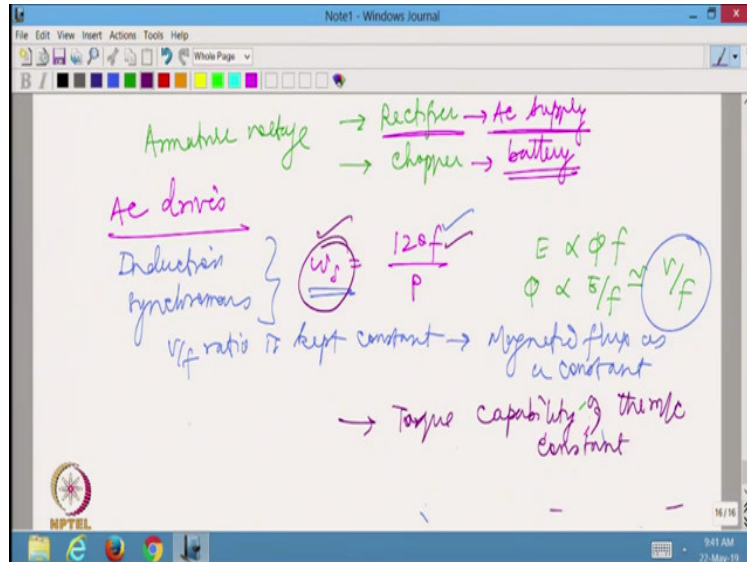 Note1 - Windows Journal
File Edit View Insert Actions Tools Help
Whole Page
B I
Armature voltage → Rectifier → Ac supply
→ chopper → battery
Ac drives
Induction
synchronous
ωs = 120f / P
E ∝ φ f
φ ∝ E/f ≅ V/f
V/f ratio is kept constant → Magnetic flux as
a constant
→ Torque capability of the m/c
constant
NPTEL
16/16
9:41 AM
22-May-19